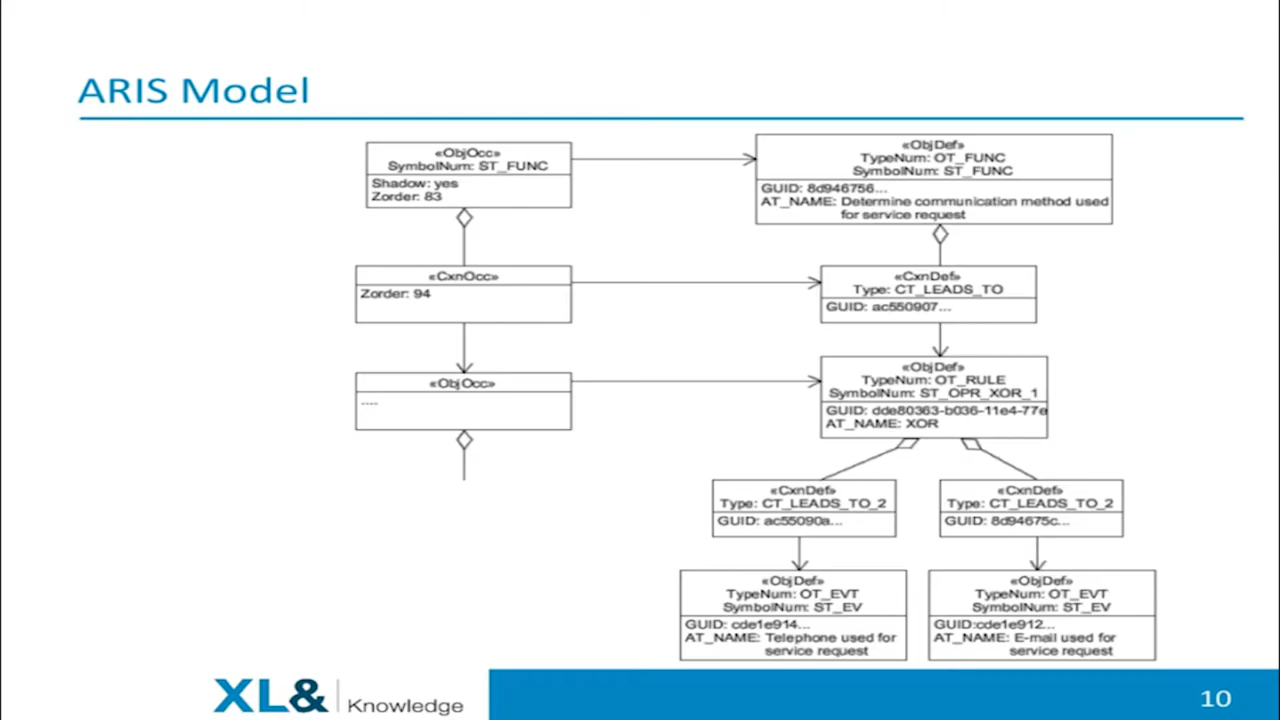 ARIS Model
«ObjOcc»
SymbolNum: ST_FUNC
Shadow: yes
Zorder: 83
«ObjDef»
TypeNum: OT_FUNC
SymbolNum: ST_FUNC
GUID: 8d946756...
AT_NAME: Determine communication method used
for service request
«CxnOcc»
Zorder: 94
«CxnDef»
Type: CT_LEADS_TO
GUID: ac550907...
«ObjOcc»
----
«ObjDef»
TypeNum: OT_RULE
SymbolNum: ST_OPR_XOR_1
GUID: dde80363-b036-11e4-77e
AT_NAME: XOR
«CxnDef»
Type: CT_LEADS_TO_2
GUID: ac55090a...
«CxnDef»
Type: CT_LEADS_TO_2
GUID: 8d94675c...
«ObjDef»
TypeNum: OT_EVT
SymbolNum: ST_EV
GUID: cde1e914...
AT_NAME: Telephone used for
service request
«ObjDef»
TypeNum: OT_EVT
SymbolNum: ST_EV
GUID:cde1e912...
AT_NAME: E-mail used for
service request
XL& Knowledge
10